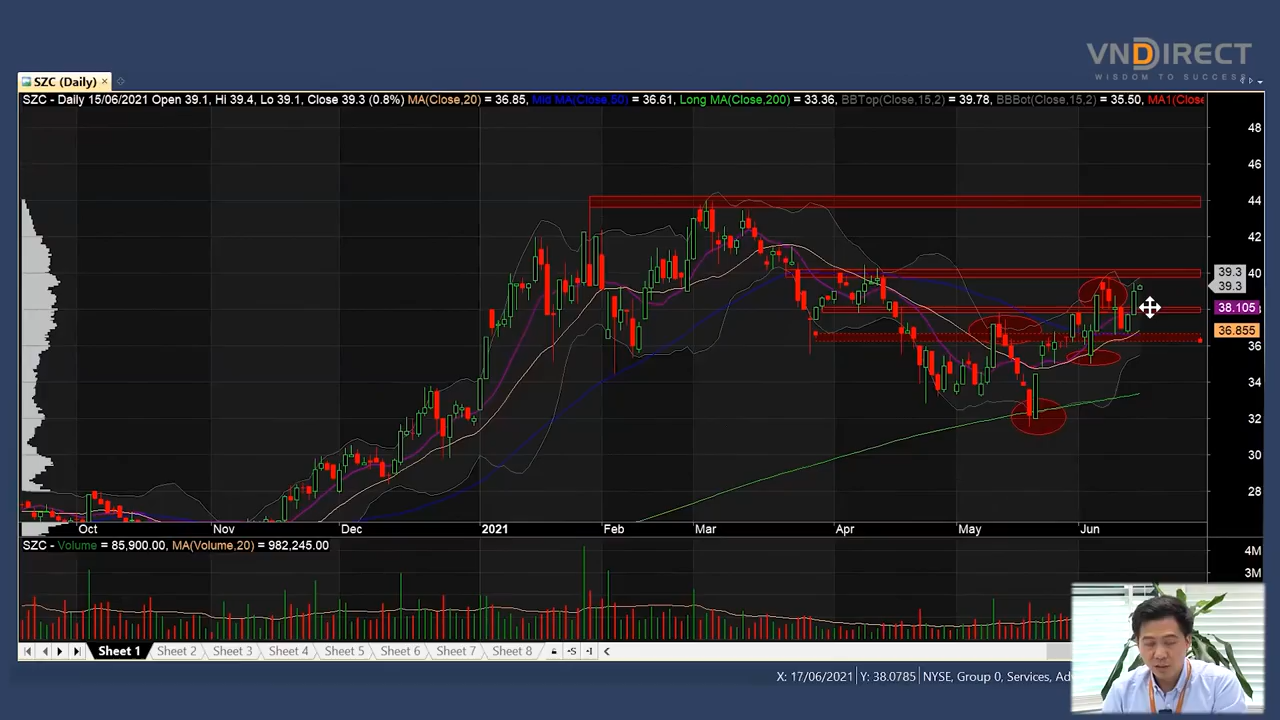 VNDIRECT
WISDOM TO SUCCESS
SZC (Daily)
SZC - Daily 15/06/2021 Open 39.1, Hi 39.4, Lo 39.1, Close 39.3 (0.8%) MA(Close,20) = 36.85, Mid MA(Close,50) = 36.61, Long MA(Close,200) = 33.36, BBTop(Close,15,2) = 39.78, BBBot(Close,15,2) = 35.50, MA1(Close
48
46
44
42
40
39.3
39.3
38.105
36.855
36
34
32
30
28
Oct Nov Dec 2021 Feb Mar Apr May Jun
SZC - Volume = 85,900.00, MA(Volume,20) = 982,245.00
4M
3M
Sheet 1 Sheet 2 Sheet 3 Sheet 4 Sheet 5 Sheet 6 Sheet 7 She
X: 17/06/2021 Y: 38.0785 NYSE, Group 0, Services, Ad